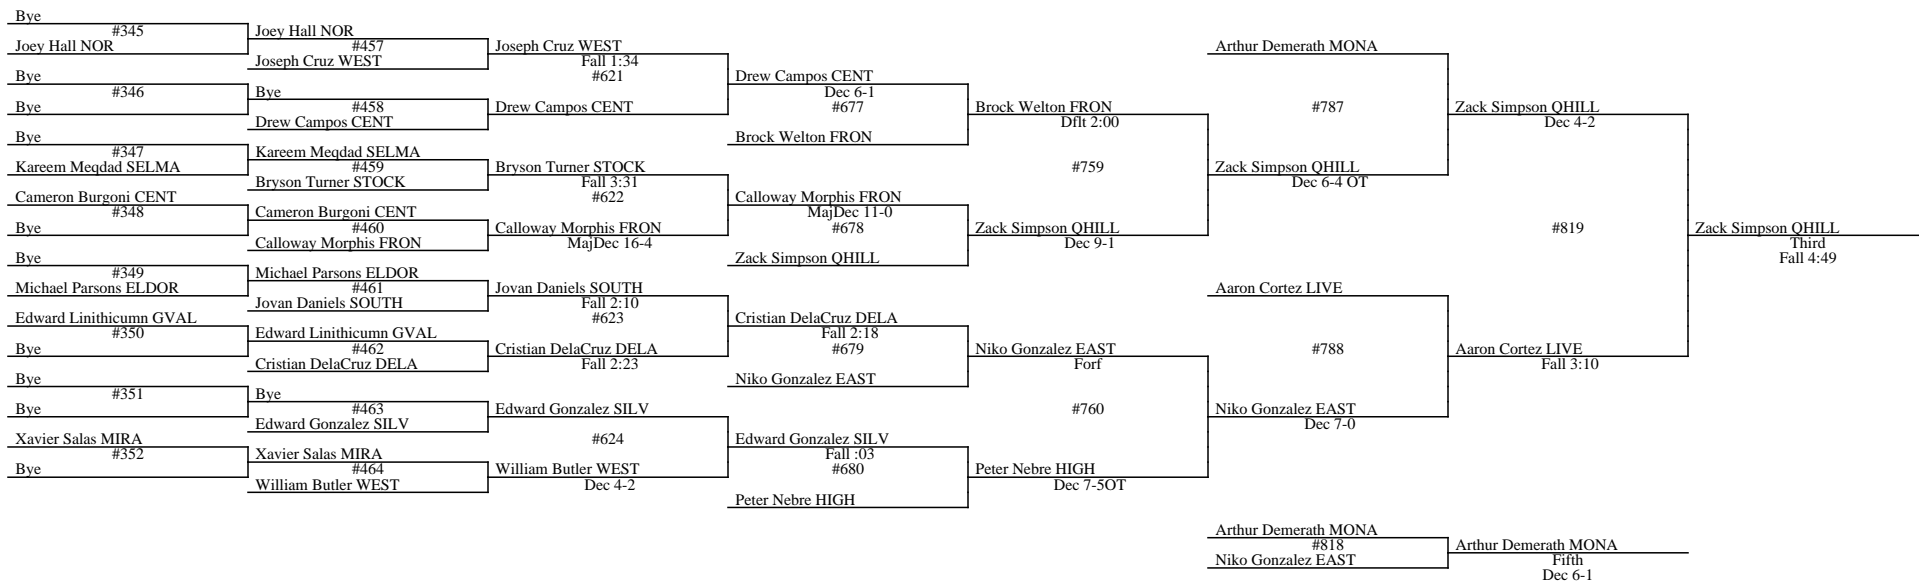 Bye
#345
Joey Hall NOR
Bye
#346
Bye
Bye
#347
Kareem Meqdad SELMA
Cameron Burgoni CENT
#348
Bye
Bye
#349
Michael Parsons ELDOR
Edward Linithicumn GVAL
#350
Bye
Bye
#351
Bye
Xavier Salas MIRA
#352
Bye
Joey Hall NOR
#457
Joseph Cruz WEST
Bye
#458
Drew Campos CENT
Kareem Meqdad SELMA
#459
Bryson Turner STOCK
Cameron Burgoni CENT
#460
Calloway Morphis FRON
Michael Parsons ELDOR
#461
Jovan Daniels SOUTH
Edward Linithicumn GVAL
#462
Cristian DelaCruz DELA
Bye
#463
Edward Gonzalez SILV
Xavier Salas MIRA
#464
William Butler WEST
Joseph Cruz WEST
Fall 1:34
#621
Drew Campos CENT
Bryson Turner STOCK
Fall 3:31
#622
Calloway Morphis FRON
MajDec 16-4
Jovan Daniels SOUTH
Fall 2:10
#623
Cristian DelaCruz DELA
Fall 2:23
Edward Gonzalez SILV
#624
William Butler WEST
Dec 4-2
Drew Campos CENT
Dec 6-1
#677
Brock Welton FRON
Calloway Morphis FRON
MajDec 11-0
#678
Zack Simpson QHILL
Cristian DelaCruz DELA
Fall 2:18
#679
Niko Gonzalez EAST
Edward Gonzalez SILV
Fall :03
#680
Peter Nebre HIGH
Brock Welton FRON
Dflt 2:00
#759
Zack Simpson QHILL
Dec 9-1
Niko Gonzalez EAST
Forf
#760
Peter Nebre HIGH
Dec 7-5OT
Arthur Demerath MONA
#787
Zack Simpson QHILL
Dec 6-4 OT
Aaron Cortez LIVE
#788
Niko Gonzalez EAST
Dec 7-0
Zack Simpson QHILL
Dec 4-2
#819
Aaron Cortez LIVE
Fall 3:10
Zack Simpson QHILL
Third
Fall 4:49
Arthur Demerath MONA
#818
Niko Gonzalez EAST
Arthur Demerath MONA
Fifth
Dec 6-1